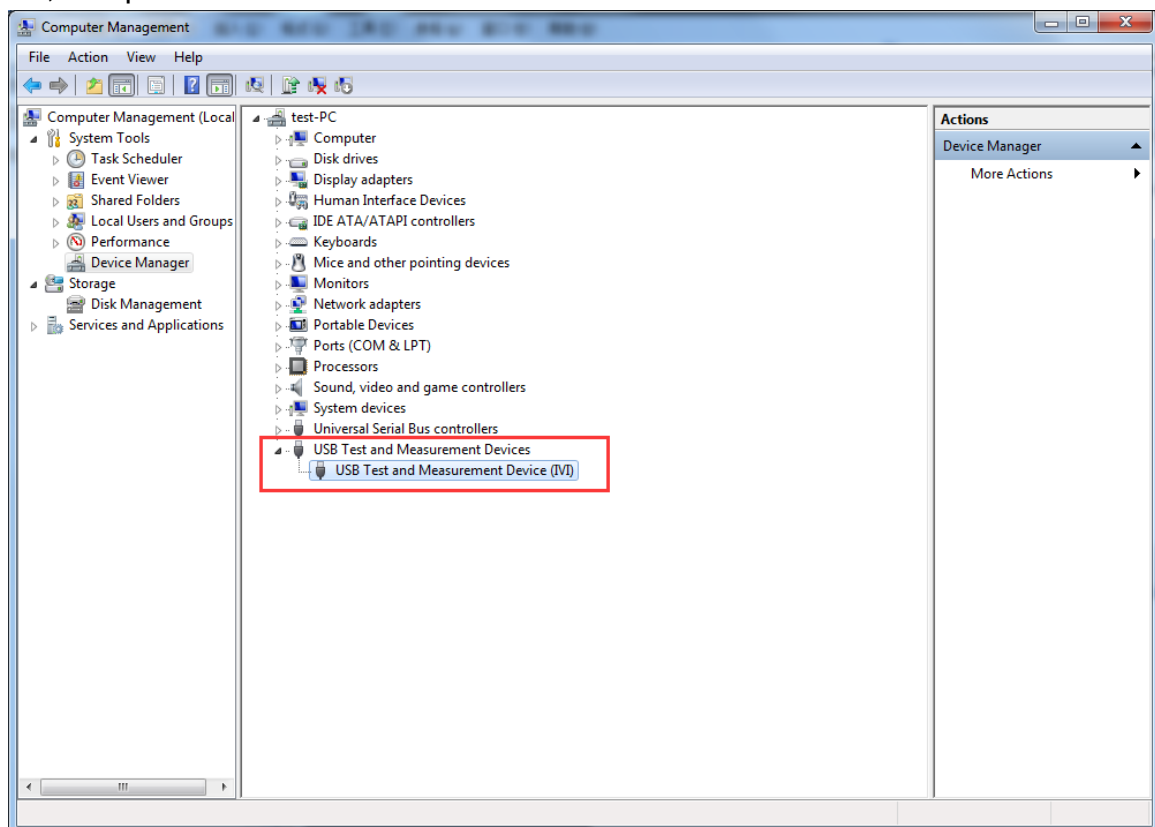 Computer Management
File Action View Help
Computer Management (Local
System Tools
Task Scheduler
Event Viewer
Shared Folders
Local Users and Groups
Performance
Device Manager
Storage
Disk Management
Services and Applications
test-PC
Computer
Disk drives
Display adapters
Human Interface Devices
IDE ATA/ATAPI controllers
Keyboards
Mice and other pointing devices
Monitors
Network adapters
Portable Devices
Ports (COM & LPT)
Processors
Sound, video and game controllers
System devices
Universal Serial Bus controllers
USB Test and Measurement Devices
USB Test and Measurement Device (IVI)
Actions
Device Manager
More Actions